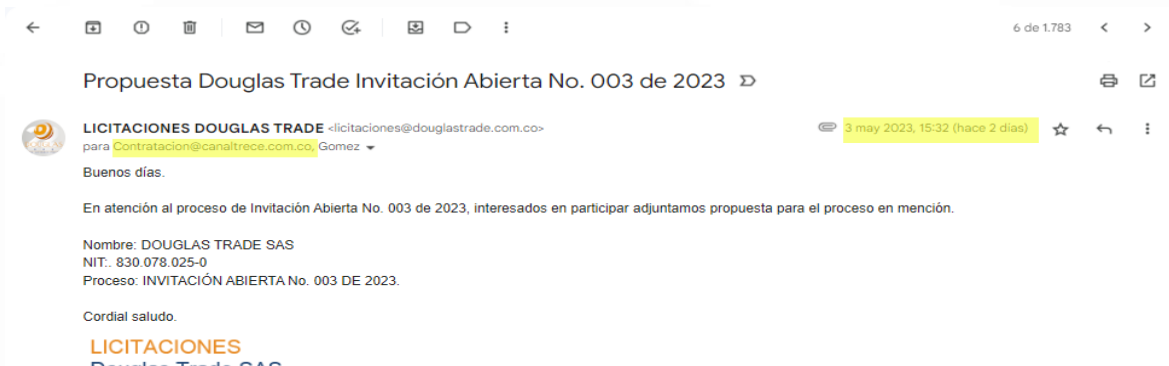 6 de 1.783
Propuesta Douglas Trade Invitación Abierta No. 003 de 2023
LICITACIONES DOUGLAS TRADE <licitaciones@douglastrade.com.co>
3 may 2023, 15:32 (hace 2 días)
para Contratacion@canaltrece.com.co, Gomez
Buenos días.
En atención al proceso de Invitación Abierta No. 003 de 2023, interesados en participar adjuntamos propuesta para el proceso en mención.
Nombre: DOUGLAS TRADE SAS
NIT:. 830.078.025-0
Proceso: INVITACIÓN ABIERTA No. 003 DE 2023.
Cordial saludo.
LICITACIONES
Douglas Trade SAS